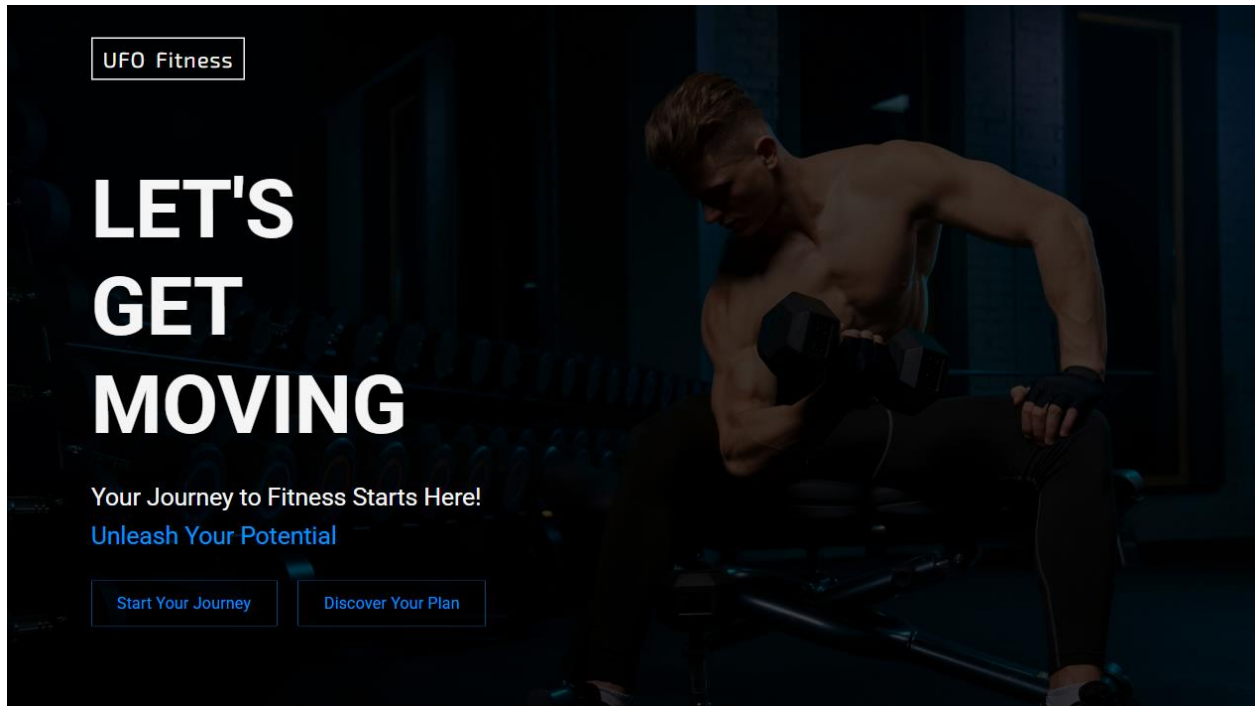 UFO Fitness
LET'S
GET
MOVING
Your Journey to Fitness Starts Here!
Unleash Your Potential
Start Your Journey
Discover Your Plan